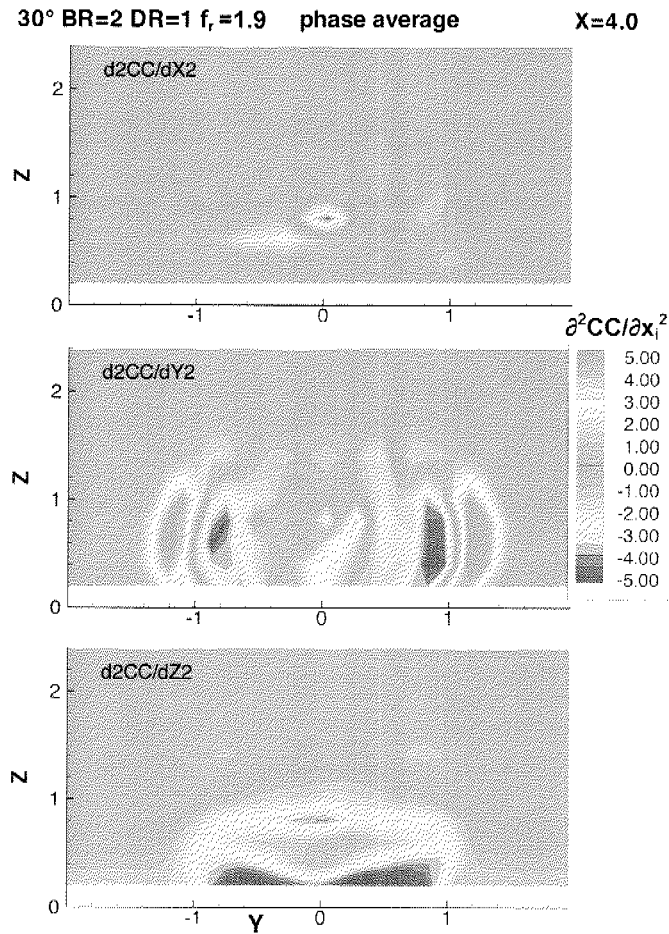 30° BR=2 DR=1 fᵣ=1.9 phase average X=4.0
d2CC/dX2
2
Z
1
0
-1 0 1
∂²CC/∂xᵢ²
d2CC/dY2
5.00
4.00
3.00
2.00
1.00
0.00
-1.00
-2.00
-3.00
-4.00
-5.00
2
Z
1
0
-1 0 1
d2CC/dZ2
2
Z
1
0
-1 0 1
Y